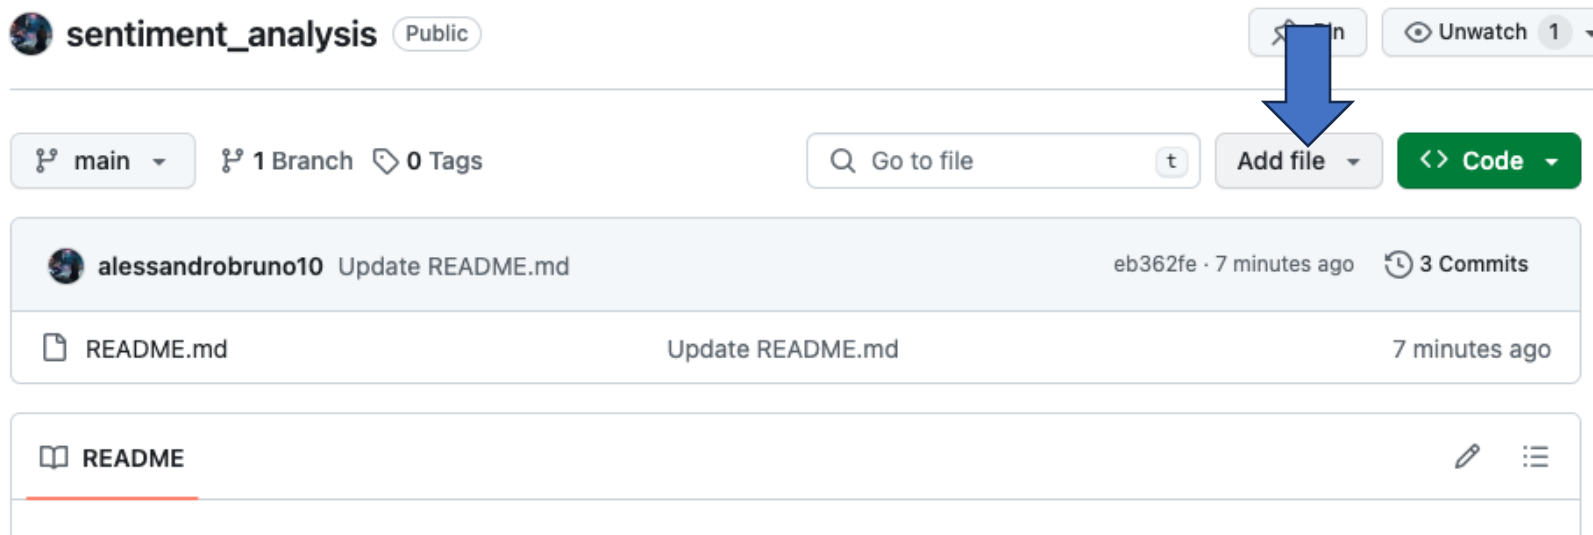 sentiment_analysis Public Unwatch 1
main 1 Branch 0 Tags Go to file t Add file Code
alessandrobruno10 Update README.md eb362fe · 7 minutes ago 3 Commits
README.md Update README.md 7 minutes ago
README